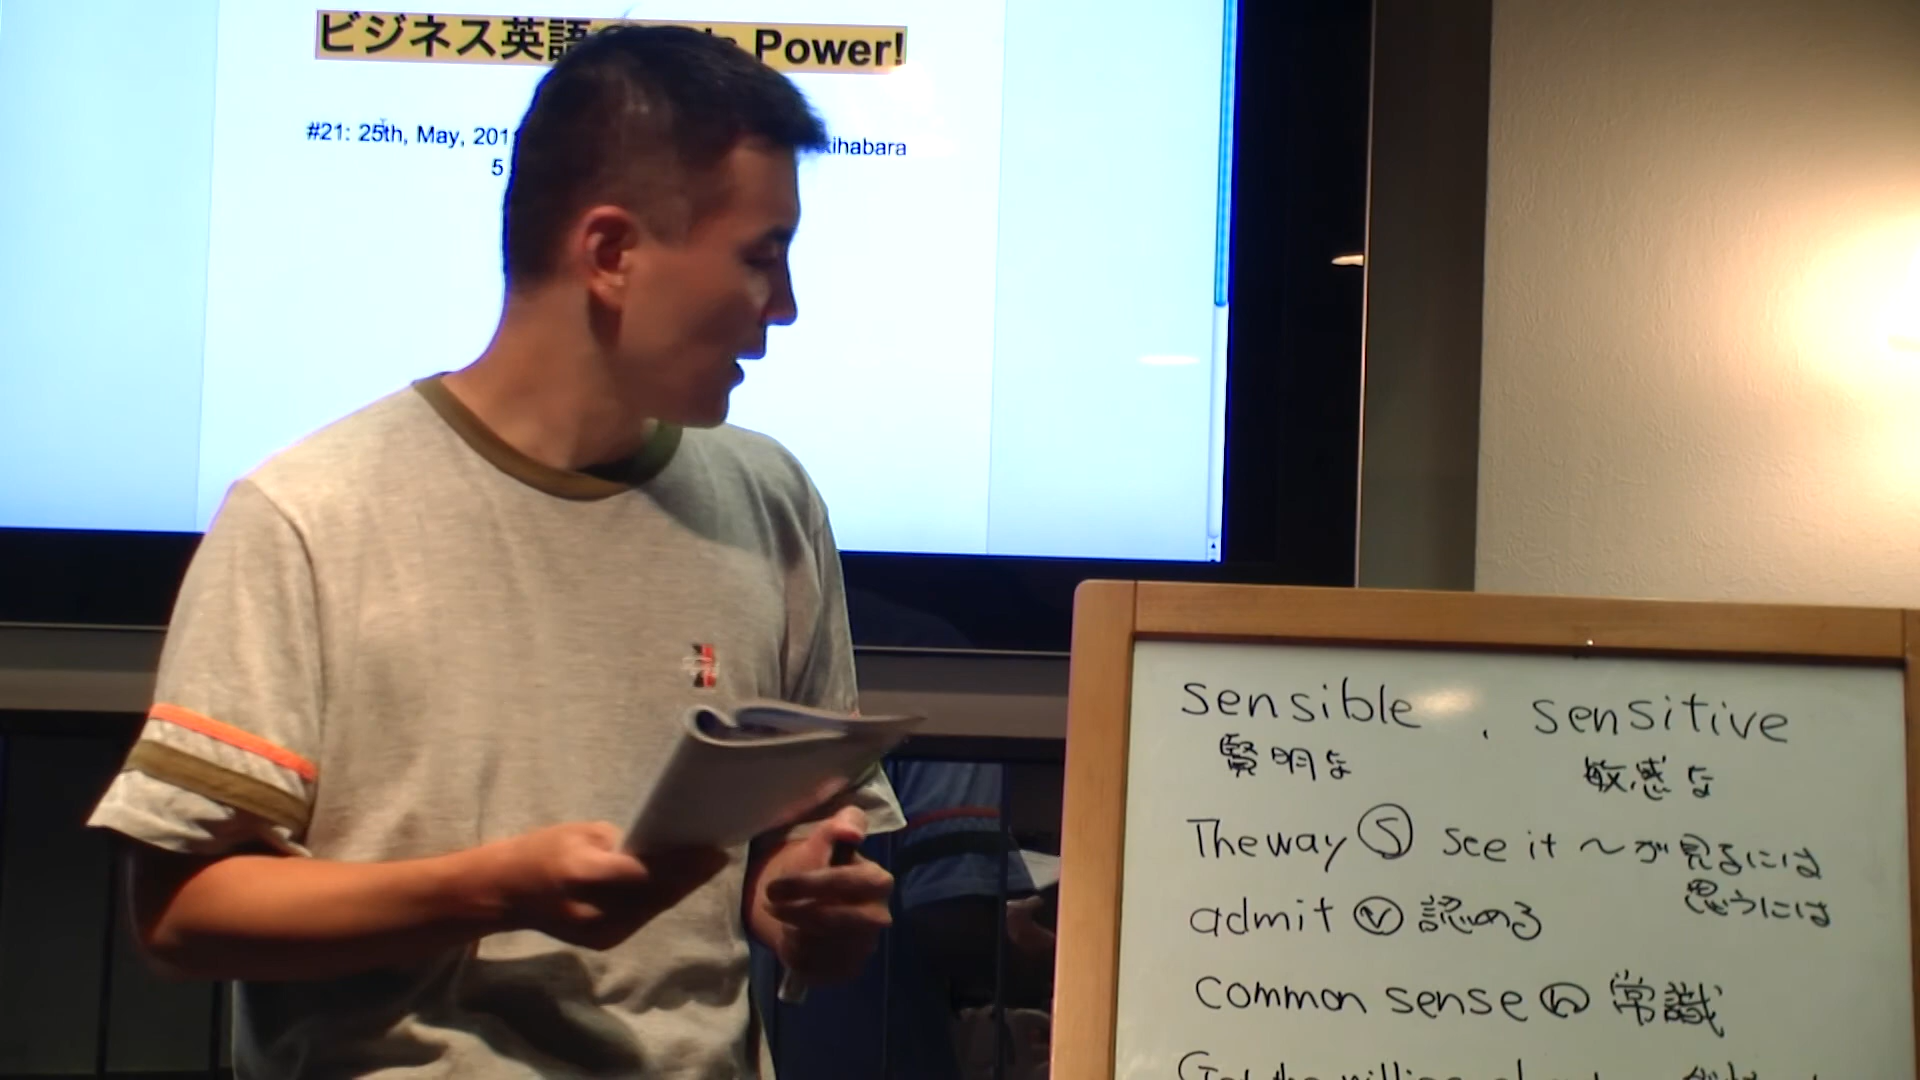 ビジネス英語 Power!
#21: 25th, May, 201 kihabara
5
sensible , sensitive
賢明な 敏感な
The way Ⓢ see it ～が見るには
思うには
admit Ⓥ 認める
common sense ⓝ 常識